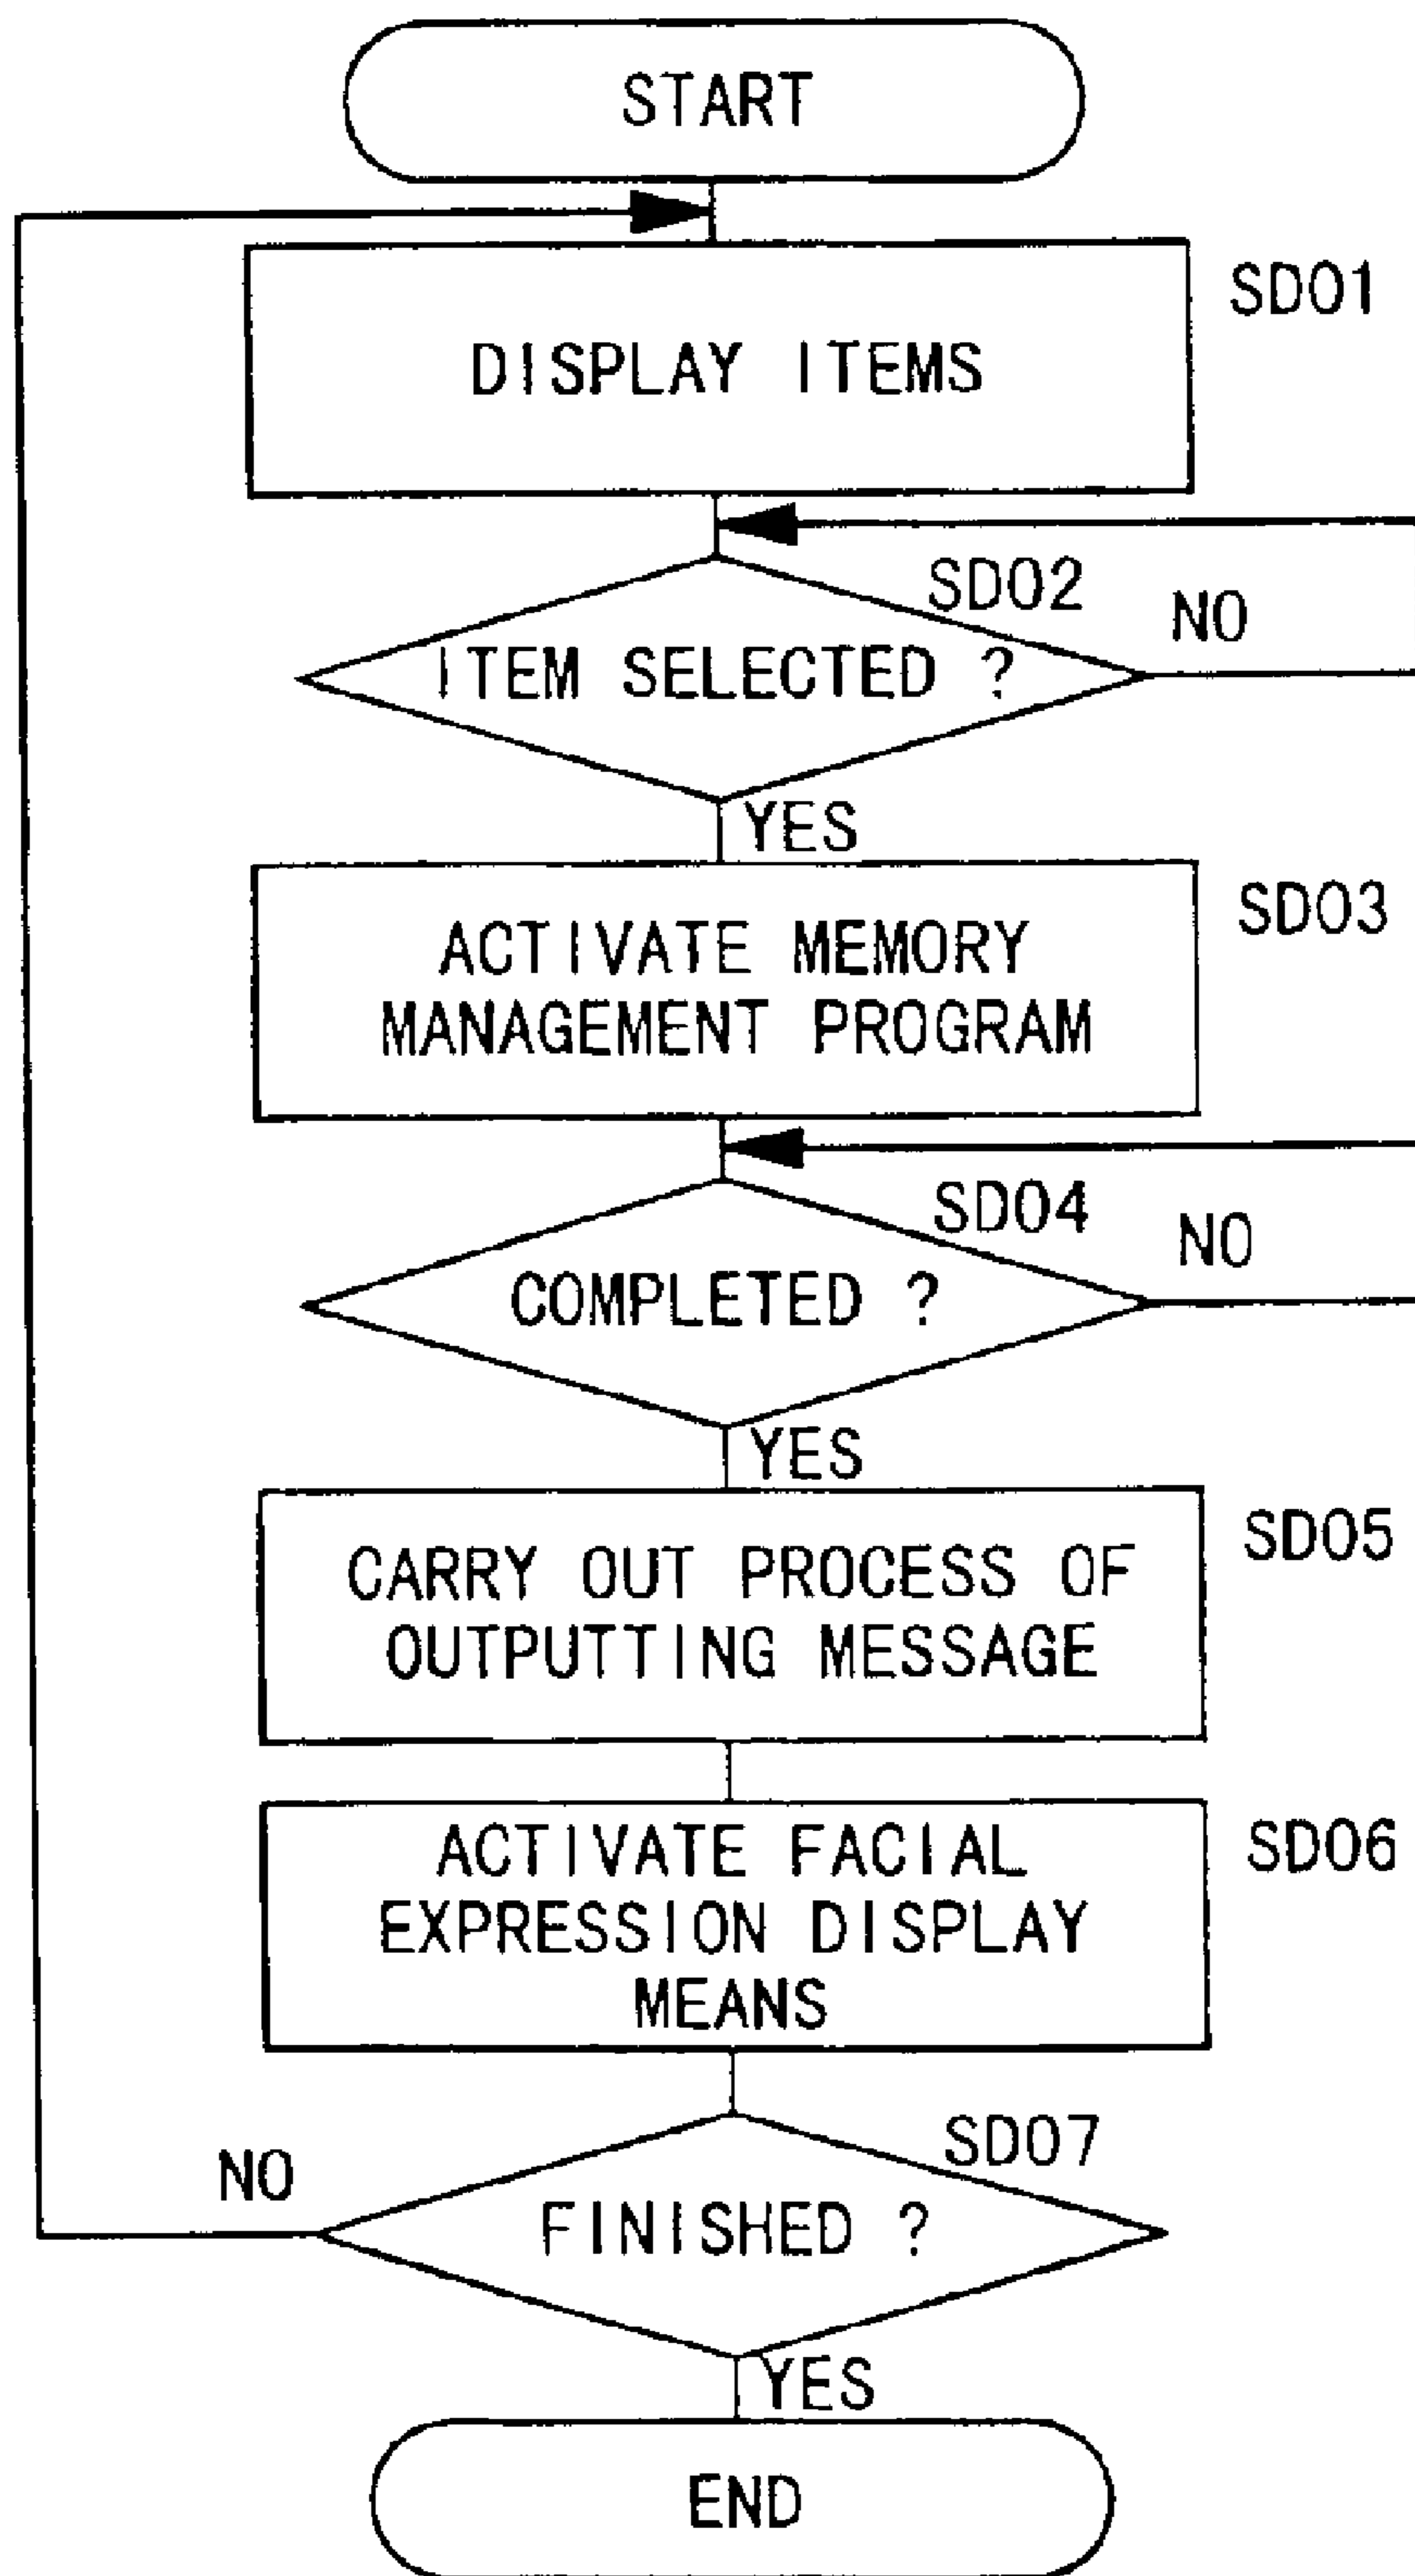 START
SD01
DISPLAY ITEMS
SD02
NO
ITEM SELECTED ?
YES
SD03
ACTIVATE MEMORY
MANAGEMENT PROGRAM
SD04
NO
COMPLETED ?
YES
SD05
CARRY OUT PROCESS OF
OUTPUTTING MESSAGE
SD06
ACTIVATE FACIAL
EXPRESSION DISPLAY
MEANS
SD07
NO
FINISHED ?
YES
END